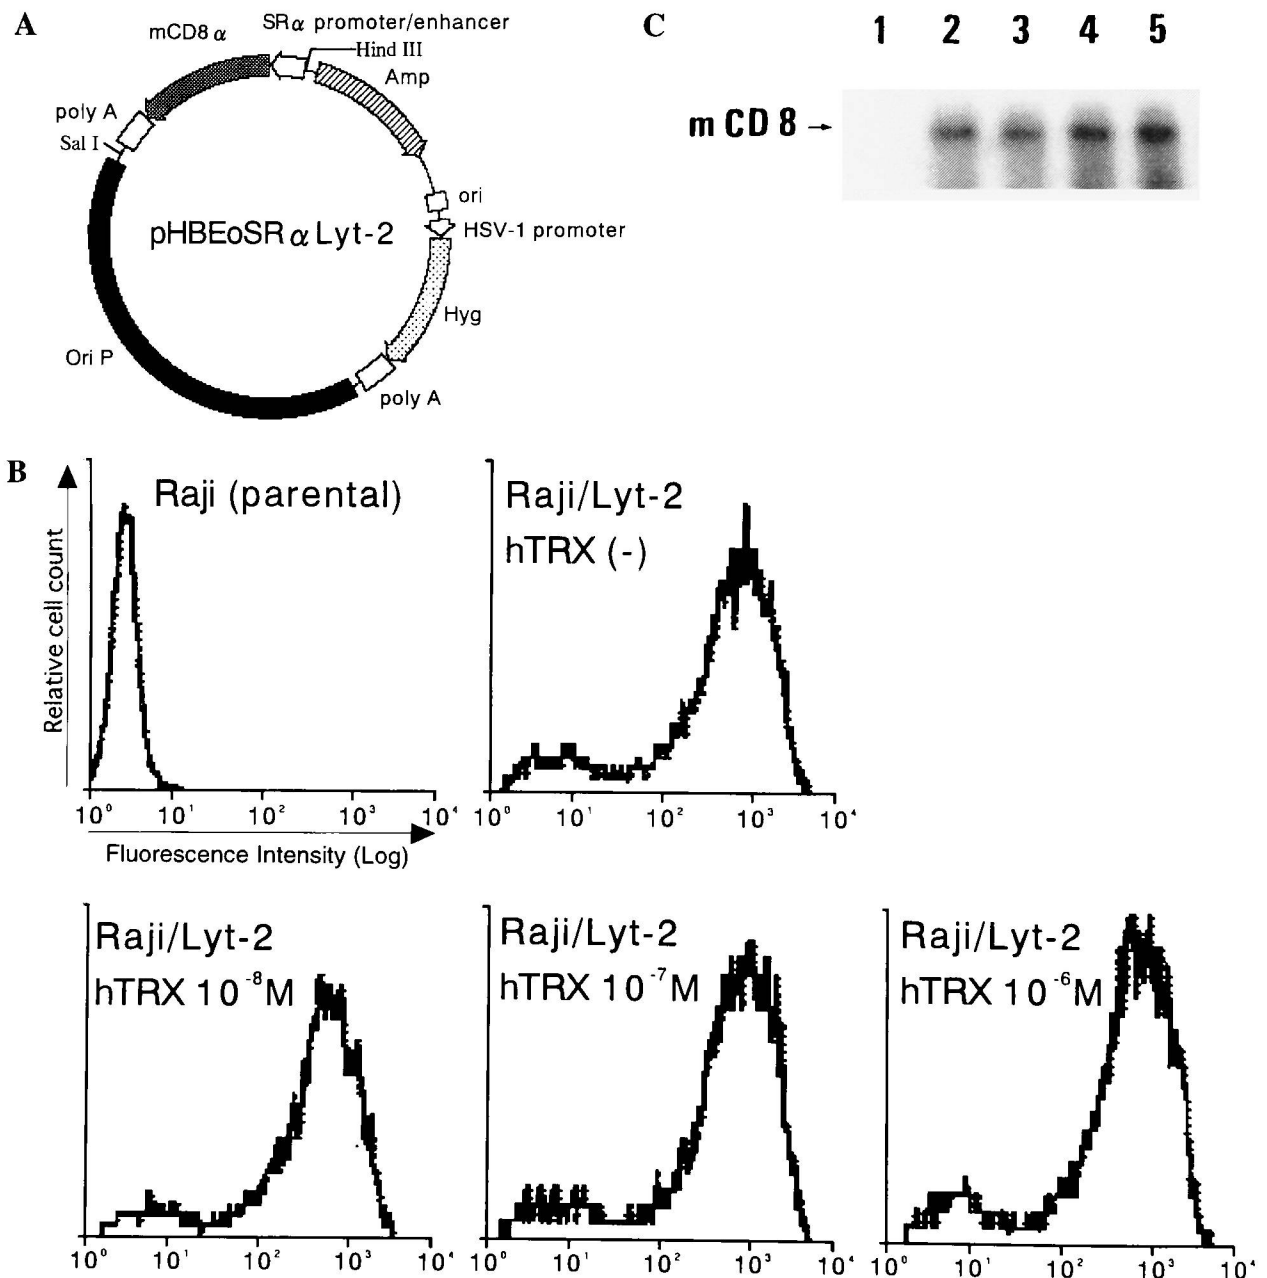 A
mCD8 α
SRα promoter/enhancer
Hind III
Amp
poly A
Sal I
ori
pHBEoSR α Lyt-2
HSV-1 promoter
Hyg
Ori P
poly A
C
1 2 3 4 5
m CD 8 →
B
Raji (parental)
Relative cell count
10⁰ 10¹ 10² 10³ 10⁴
Fluorescence Intensity (Log)
Raji/Lyt-2
hTRX (-)
10⁰ 10¹ 10² 10³ 10⁴
Raji/Lyt-2
hTRX 10⁻⁸M
10⁰ 10¹ 10² 10³ 10⁴
Raji/Lyt-2
hTRX 10⁻⁷M
10⁰ 10¹ 10² 10³ 10⁴
Raji/Lyt-2
hTRX 10⁻⁶M
10⁰ 10¹ 10² 10³ 10⁴